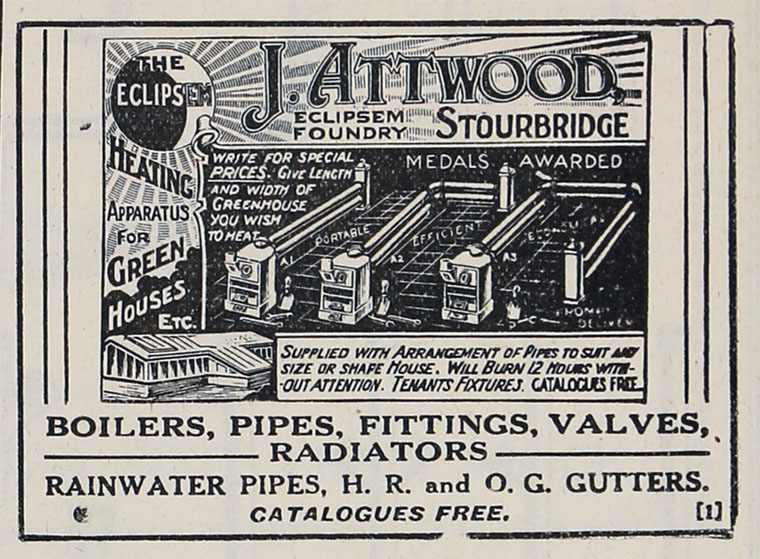 THE
ECLIPSEM
HEATING
APPARATUS
FOR
GREEN
HOUSES
ETC.
J. ATTWOOD,
ECLIPSEM
FOUNDRY
STOURBRIDGE
WRITE FOR SPECIAL
PRICES. GIVE LENGTH
AND WIDTH OF
GREENHOUSE
YOU WISH
TO HEAT
MEDALS AWARDED
PORTABLE
EFFICIENT
A1
A2
A3
SUPPLIED WITH ARRANGEMENT OF PIPES TO SUIT ANY
SIZE OR SHAPE HOUSE. WILL BURN 12 HOURS WITH-
-OUT ATTENTION. TENANTS FIXTURES. CATALOGUES FREE
BOILERS, PIPES, FITTINGS, VALVES,
RADIATORS
RAINWATER PIPES, H. R. and O. G. GUTTERS.
CATALOGUES FREE.
[1]